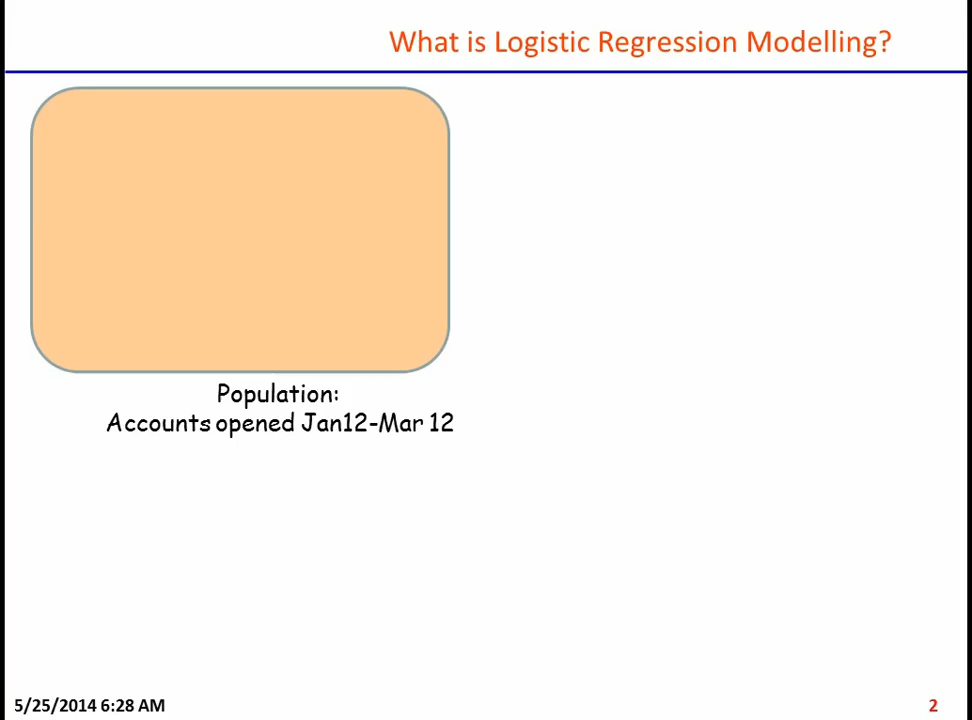 What is Logistic Regression Modelling?
Population:
Accounts opened Jan12-Mar 12
5/25/2014 6:28 AM
2